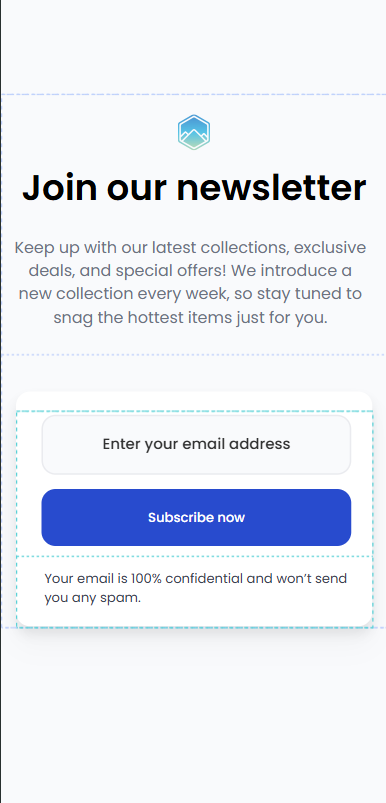 Join our newsletter
Keep up with our latest collections, exclusive
deals, and special offers! We introduce a
new collection every week, so stay tuned to
snag the hottest items just for you.
Enter your email address
Subscribe now
Your email is 100% confidential and won’t send
you any spam.